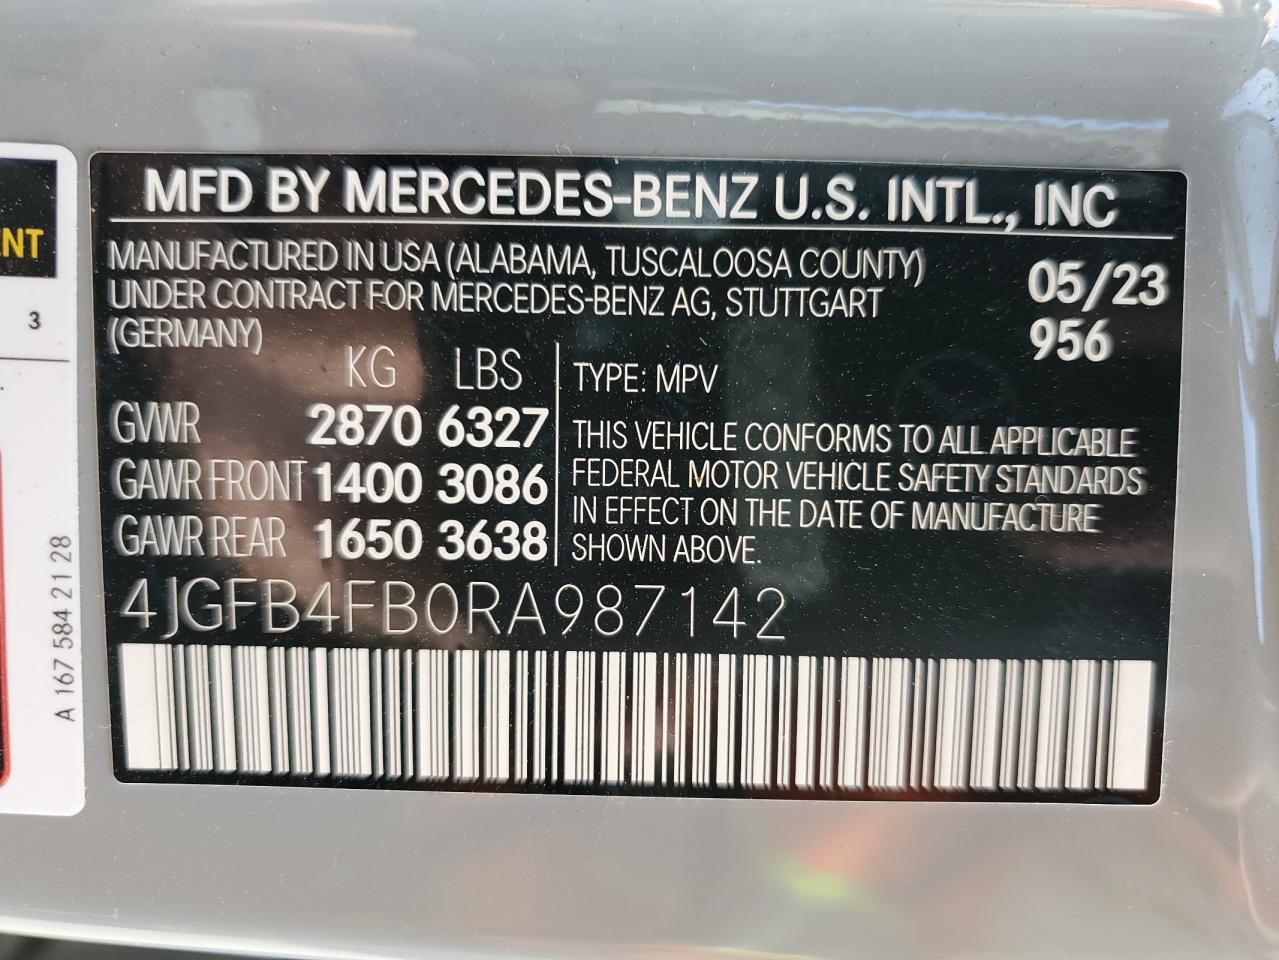 MFD BY MERCEDES-BENZ U.S. INTL., INC
MANUFACTURED IN USA (ALABAMA, TUSCALOOSA COUNTY)
UNDER CONTRACT FOR MERCEDES-BENZ AG, STUTTGART
(GERMANY)
05/23
956
KG LBS
GVWR 2870 6327
GAWR FRONT 1400 3086
GAWR REAR 1650 3638
TYPE: MPV
THIS VEHICLE CONFORMS TO ALL APPLICABLE
FEDERAL MOTOR VEHICLE SAFETY STANDARDS
IN EFFECT ON THE DATE OF MANUFACTURE
SHOWN ABOVE.
4JGFB4FB0RA987142
3
A 167 584 21 28